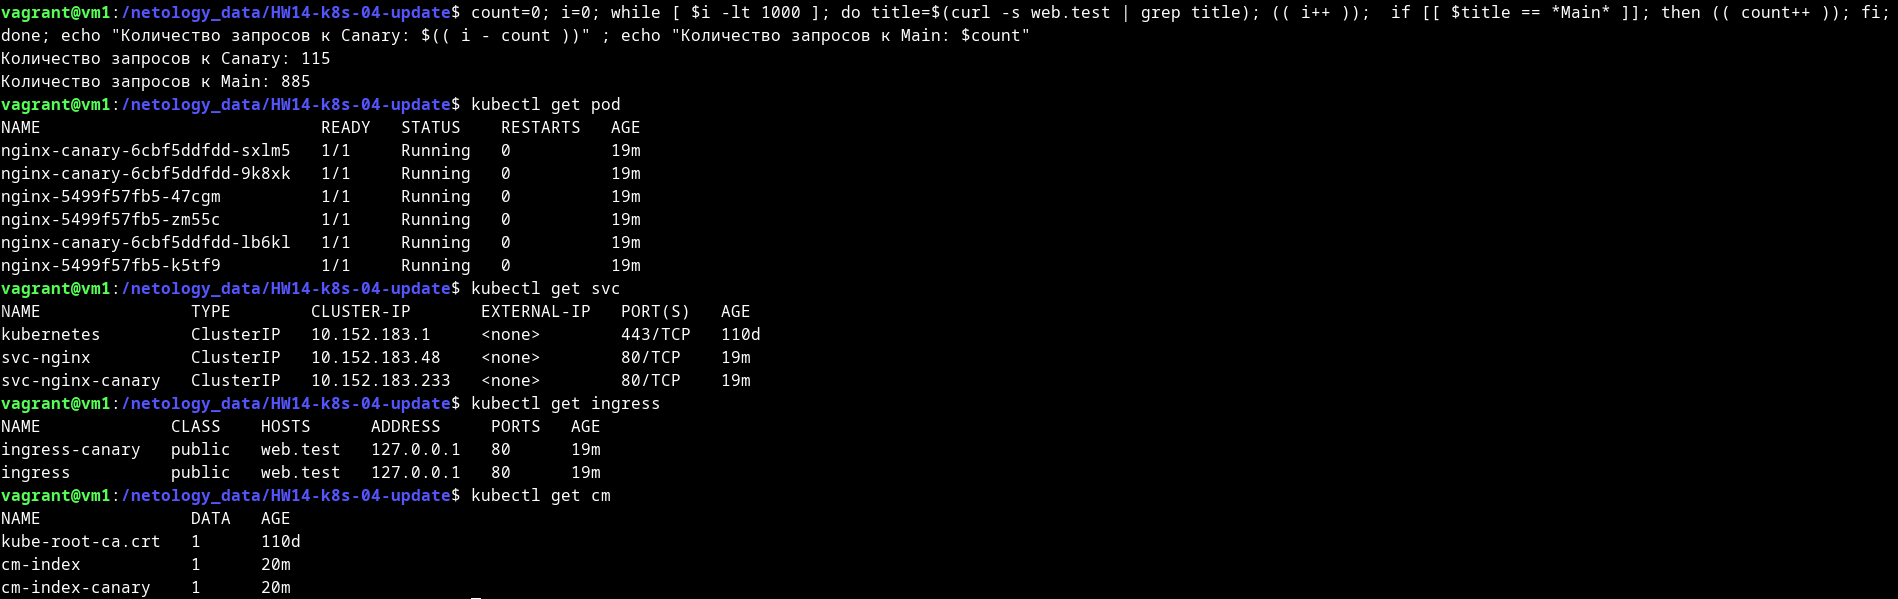 vagrant@vm1:/netology_data/HW14-k8s-04-update$ count=0; i=0; while [ $i -lt 1000 ]; do title=$(curl -s web.test | grep title); (( i++ ));  if [[ $title == *Main* ]]; then (( count++ )); fi;
done; echo "Количество запросов к Canary: $(( i - count ))" ; echo "Количество запросов к Main: $count"
Количество запросов к Canary: 115
Количество запросов к Main: 885
vagrant@vm1:/netology_data/HW14-k8s-04-update$ kubectl get pod
NAME                            READY   STATUS    RESTARTS   AGE
nginx-canary-6cbf5ddfdd-sxlm5   1/1     Running   0          19m
nginx-canary-6cbf5ddfdd-9k8xk   1/1     Running   0          19m
nginx-5499f57fb5-47cgm          1/1     Running   0          19m
nginx-5499f57fb5-zm55c          1/1     Running   0          19m
nginx-canary-6cbf5ddfdd-lb6kl   1/1     Running   0          19m
nginx-5499f57fb5-k5tf9          1/1     Running   0          19m
vagrant@vm1:/netology_data/HW14-k8s-04-update$ kubectl get svc
NAME               TYPE        CLUSTER-IP       EXTERNAL-IP   PORT(S)   AGE
kubernetes         ClusterIP   10.152.183.1     <none>        443/TCP   110d
svc-nginx          ClusterIP   10.152.183.48    <none>        80/TCP    19m
svc-nginx-canary   ClusterIP   10.152.183.233   <none>        80/TCP    19m
vagrant@vm1:/netology_data/HW14-k8s-04-update$ kubectl get ingress
NAME             CLASS    HOSTS      ADDRESS     PORTS   AGE
ingress-canary   public   web.test   127.0.0.1   80      19m
ingress          public   web.test   127.0.0.1   80      19m
vagrant@vm1:/netology_data/HW14-k8s-04-update$ kubectl get cm
NAME               DATA   AGE
kube-root-ca.crt   1      110d
cm-index           1      20m
cm-index-canary    1      20m